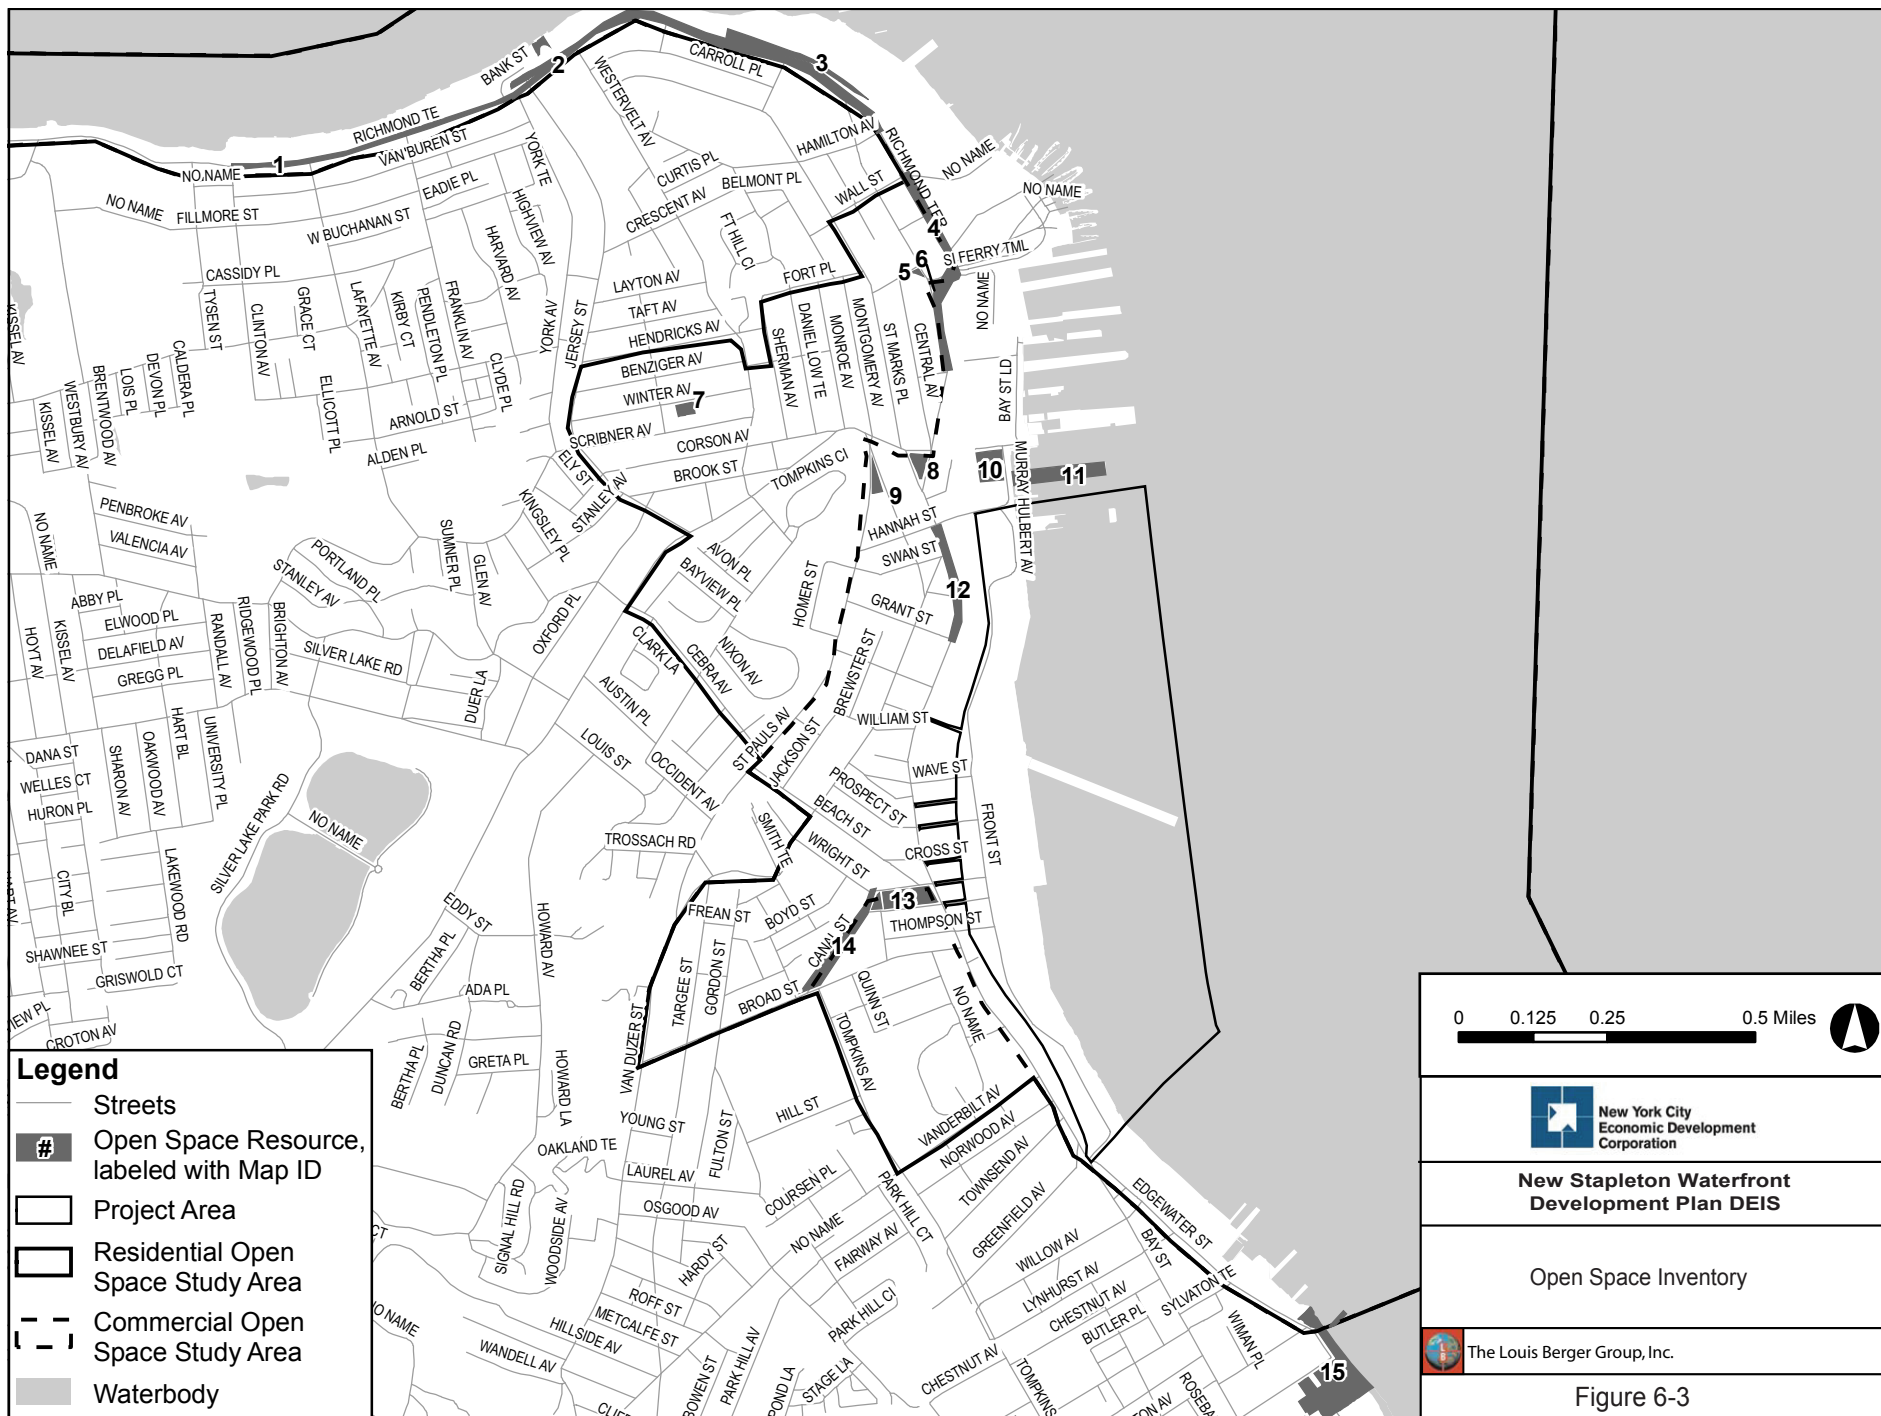 BANK ST
2
CARROLL PL
3
WESTERVELT AV
RICHMOND TE
VAN BUREN ST
1
NO NAME
YORK TE
HAMILTON AV
RICHMOND TER
NO NAME
CURTIS PL
BELMONT PL
WALL ST
NO NAME
EADIE PL
NO NAME
FILLMORE ST
W BUCHANAN ST
HIGHVIEW AV
CRESCENT AV
FT HILL CI
4
HARVARD AV
SI FERRY TML
6
5
CASSIDY PL
LAYTON AV
FORT PL
NO NAME
TYSEN ST
CLINTON AV
GRACE CT
LAFAYETTE AV
KIRBY CT
PENDLETON PL
FRANKLIN AV
YORK AV
JERSEY ST
TAFT AV
HENDRICKS AV
BENZIGER AV
SHERMAN AV
DANIEL LOW TE
MONROE AV
MONTGOMERY AV
ST MARKS PL
CENTRAL AV
KISSEL AV
CALDERA PL
DEVON PL
LOIS PL
BRENTWOOD AV
WESTBURY AV
KISSEL AV
ELLICOTT PL
ARNOLD ST
CLYDE PL
WINTER AV
7
BAY ST LD
ALDEN PL
SCRIBNER AV
CORSON AV
BROOK ST
ELY ST
STANLEY AV
TOMPKINS CI
8
9
10
11
MURRAY HULBERT AV
KINGSLEY PL
PENBROKE AV
VALENCIA AV
NO NAME
HANNAH ST
SWAN ST
SUMNER PL
GLEN AV
PORTLAND PL
STANLEY AV
AVON PL
BAYVIEW PL
HOMER ST
12
GRANT ST
ABBY PL
ELWOOD PL
DELAFIELD AV
GREGG PL
HOYT AV
KISSEL AV
RANDALL AV
RIDGEWOOD PL
BRIGHTON AV
SILVER LAKE RD
OXFORD PL
CLARK LA
CEBRA AV
NIXON AV
BREWSTER ST
DUER LA
AUSTIN PL
WILLIAM ST
HART BL
UNIVERSITY PL
OAKWOOD AV
SHARON AV
DANA ST
WELLES CT
HURON PL
LOUIS ST
OCCIDENT AV
ST PAULS AV
JACKSON ST
WAVE ST
PROSPECT ST
BEACH ST
SILVER LAKE PARK RD
NO NAME
TROSSACH RD
SMITH TE
WRIGHT ST
CROSS ST
FRONT ST
CITY BL
LAKEWOOD RD
SHAWNEE ST
GRISWOLD CT
EDDY ST
BERTHA PL
HOWARD AV
FREAN ST
BOYD ST
13
THOMPSON ST
CANAL ST
14
CROTON AV
ADA PL
TARGEE ST
GORDON ST
BROAD ST
QUINN ST
NO NAME
VAN DUZER ST
TOMPKINS AV
BERTHA PL
DUNCAN RD
GRETA PL
HOWARD LA
YOUNG ST
HILL ST
VANDERBILT AV
NORWOOD AV
OAKLAND TE
LAUREL AV
FULTON ST
TOWNSEND AV
OSGOOD AV
COURSEN PL
PARK HILL CT
EDGEWATER ST
SIGNAL HILL RD
WOODSIDE AV
NO NAME
FAIRWAY AV
GREENFIELD AV
HARDY ST
WILLOW AV
BAY ST
ROFF ST
METCALFE ST
HILLSIDE AV
WANDELL AV
PARK HILL CI
LYNHURST AV
CHESTNUT AV
BUTLER PL
SYLVATON TE
WIMAN PL
NO NAME
PARK HILL AV
BOWEN ST
STAGE LA
POND LA
CHESTNUT AV
TOMPKINS
15
Legend
Streets
# Open Space Resource,
labeled with Map ID
Project Area
Residential Open
Space Study Area
Commercial Open
Space Study Area
Waterbody
0 0.125 0.25 0.5 Miles
New York City
Economic Development
Corporation
New Stapleton Waterfront
Development Plan DEIS
Open Space Inventory
The Louis Berger Group, Inc.
Figure 6-3